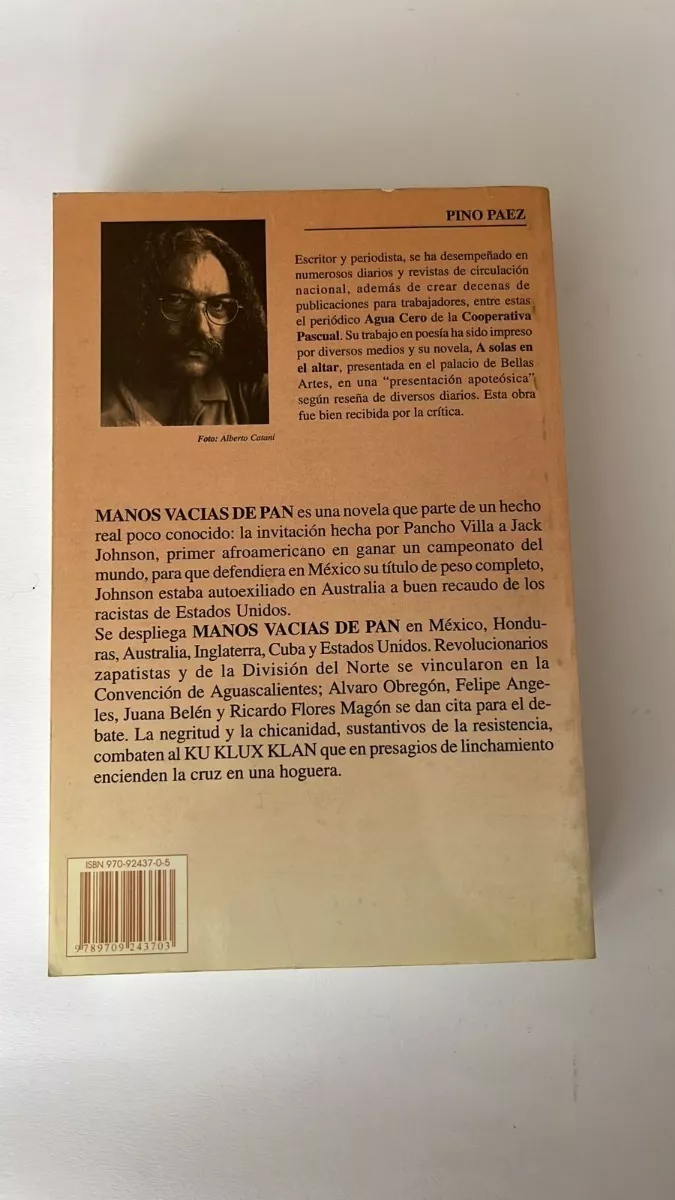 PINO PAEZ
Escritor y periodista, se ha desempeñado en
numerosos diarios y revistas de circulación
nacional, además de crear decenas de
publicaciones para trabajadores, entre estas
el periódico Agua Cero de la Cooperativa
Pascual. Su trabajo en poesía ha sido impreso
por diversos medios y su novela, A solas en
el altar, presentada en el palacio de Bellas
Artes, en una “presentación apoteósica”,
según reseña de diversos diarios. Esta obra
fue bien recibida por la crítica.
Foto: Alberto Catani
MANOS VACIAS DE PAN es una novela que parte de un hecho
real poco conocido: la invitación hecha por Pancho Villa a Jack
Johnson, primer afroamericano en ganar un campeonato del
mundo, para que defendiera en México su título de peso completo,
Johnson estaba autoexiliado en Australia a buen recaudo de los
racistas de Estados Unidos.
Se despliega MANOS VACIAS DE PAN en México, Hondu-
ras, Australia, Inglaterra, Cuba y Estados Unidos. Revolucionarios
zapatistas y de la División del Norte se vincularon en la
Convención de Aguascalientes; Alvaro Obregón, Felipe Ange-
les, Juana Belén y Ricardo Flores Magón se dan cita para el de-
bate. La negritud y la chicanidad, sustantivos de la resistencia,
combaten al KU KLUX KLAN que en presagios de linchamiento
encienden la cruz en una hoguera.
ISBN 970-92437-0-5
9789709243703